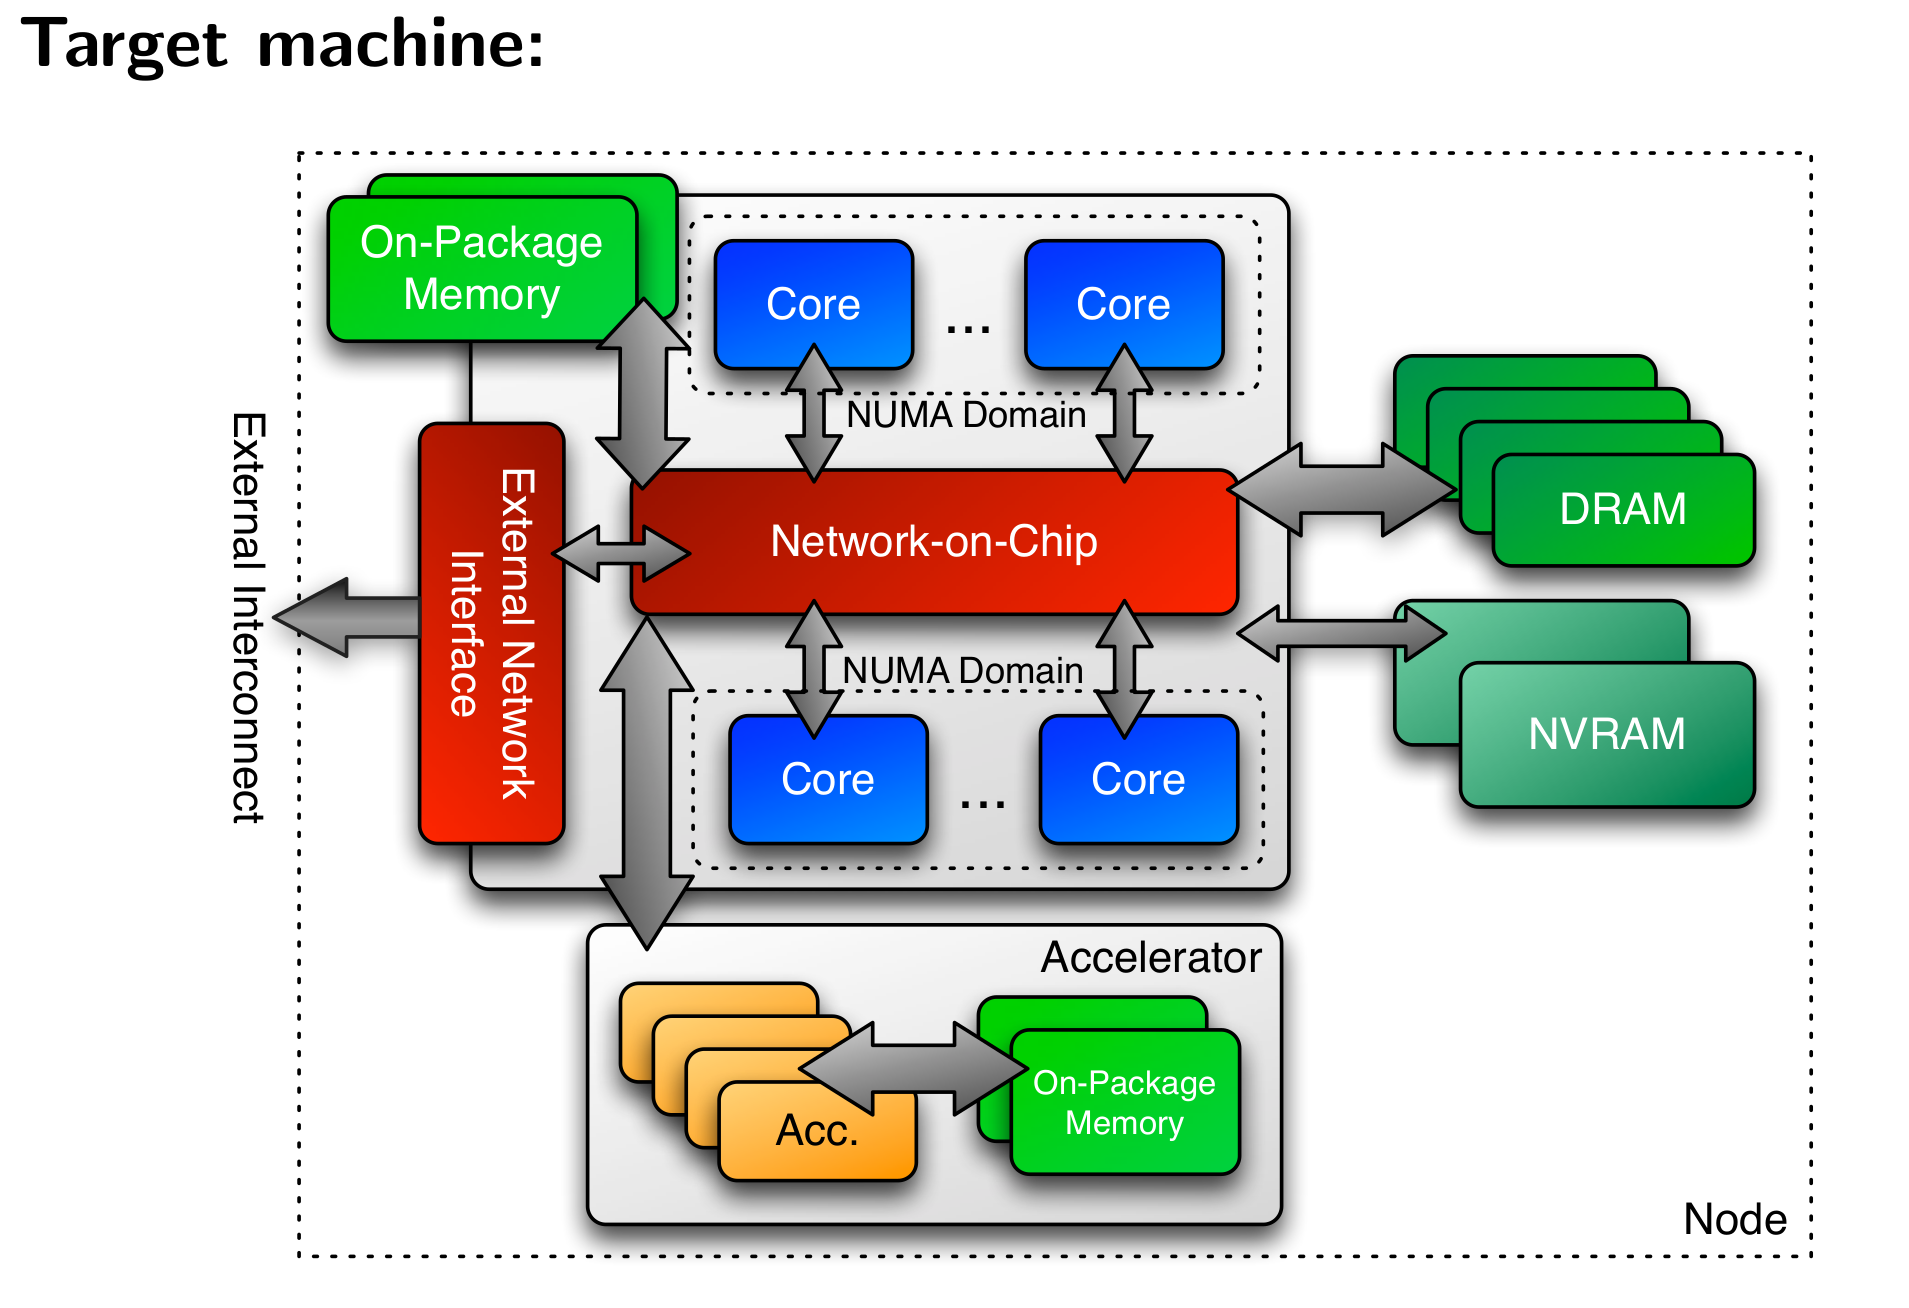 Target machine:
On-Package
Memory
Core
...
Core
NUMA Domain
External Interconnect
External Network
Interface
Network-on-Chip
DRAM
NUMA Domain
NVRAM
Core
...
Core
Accelerator
Acc.
On-Package
Memory
Node